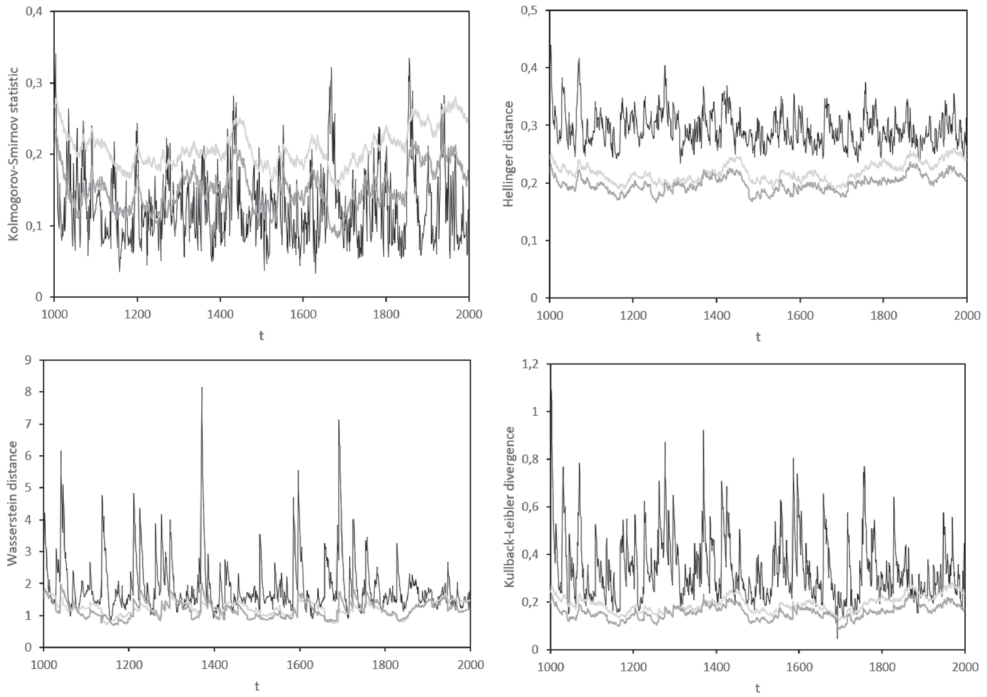 0,4
0,3
0,2
0,1
0
Kolmogorov-Smirnov statistic
1000 1200 1400 1600 1800 2000
t
0,5
0,4
0,3
0,2
0,1
0
Hellinger distance
1000 1200 1400 1600 1800 2000
t
9
8
7
6
5
4
3
2
1
0
Wasserstein distance
1000 1200 1400 1600 1800 2000
t
1,2
1
0,8
0,6
0,4
0,2
0
Kullback-Leibler divergence
1000 1200 1400 1600 1800 2000
t